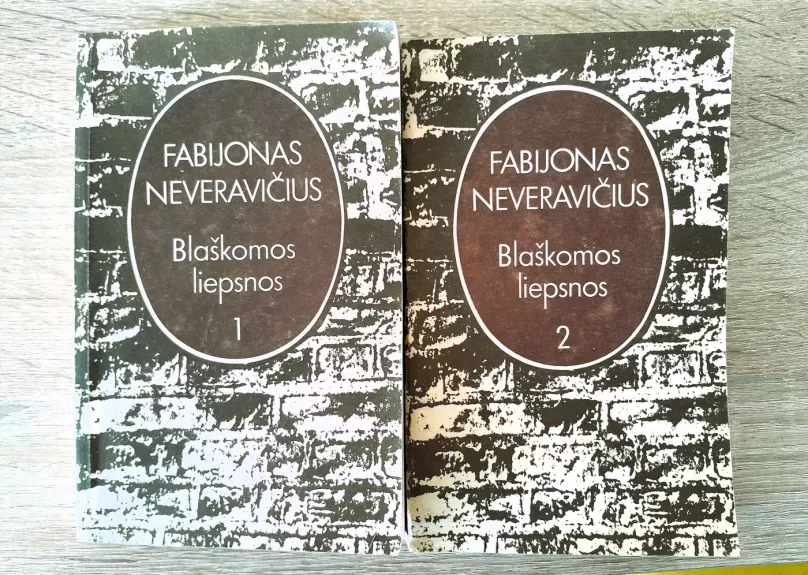 FABIJONAS
NEVERAVIČIUS
Blaškomos
liepsnos
1
FABIJONAS
NEVERAVIČIUS
Blaškomos
liepsnos
2